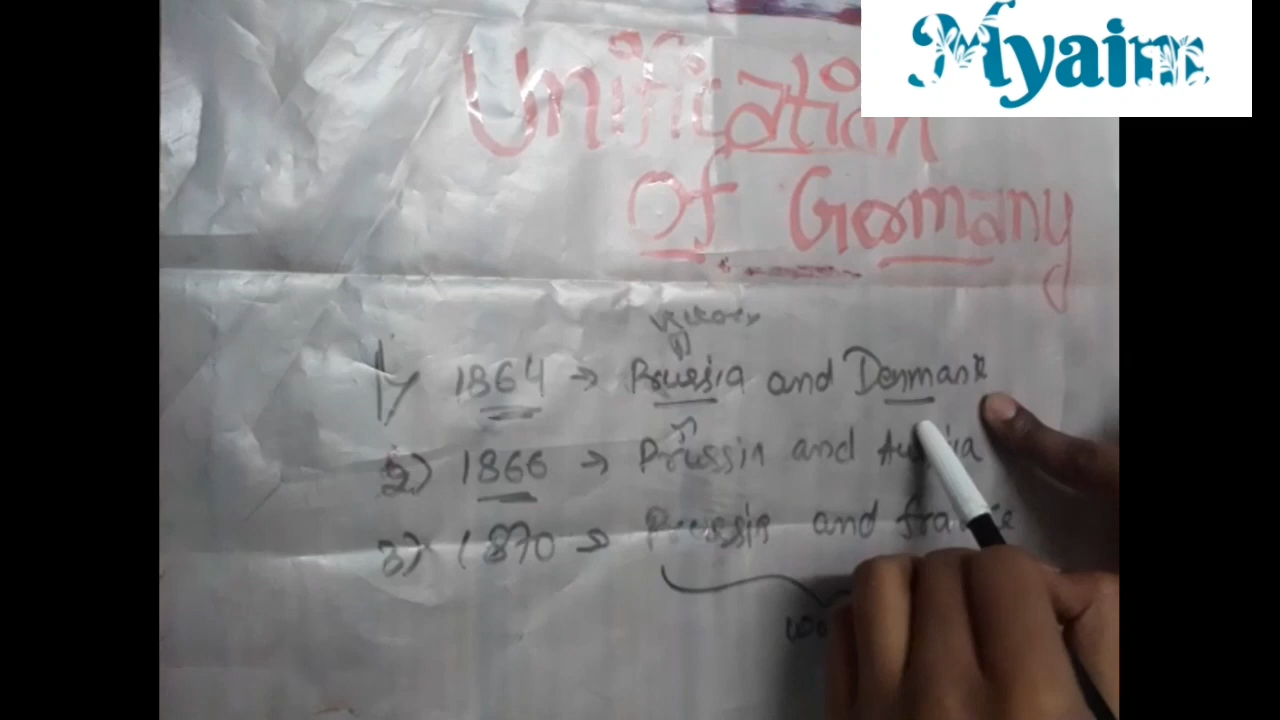 Myaim
Unification
Of Germany
victory
1) 1864 → Prussia and Denmark
2) 1866 → Prussia and Austria
3) 1870 → Prussia and france